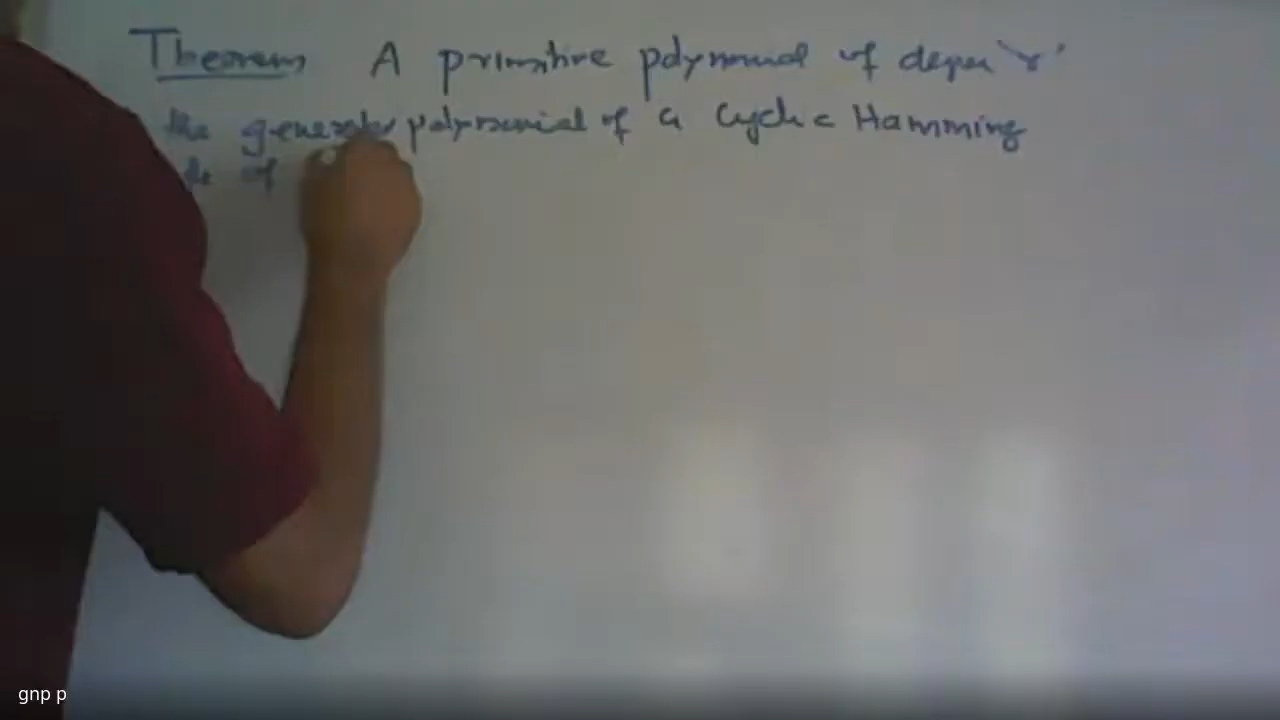 Theorem A primitive polynomial of degree 'r'
the generator polynomial of a Cyclic Hamming
of
gnp p